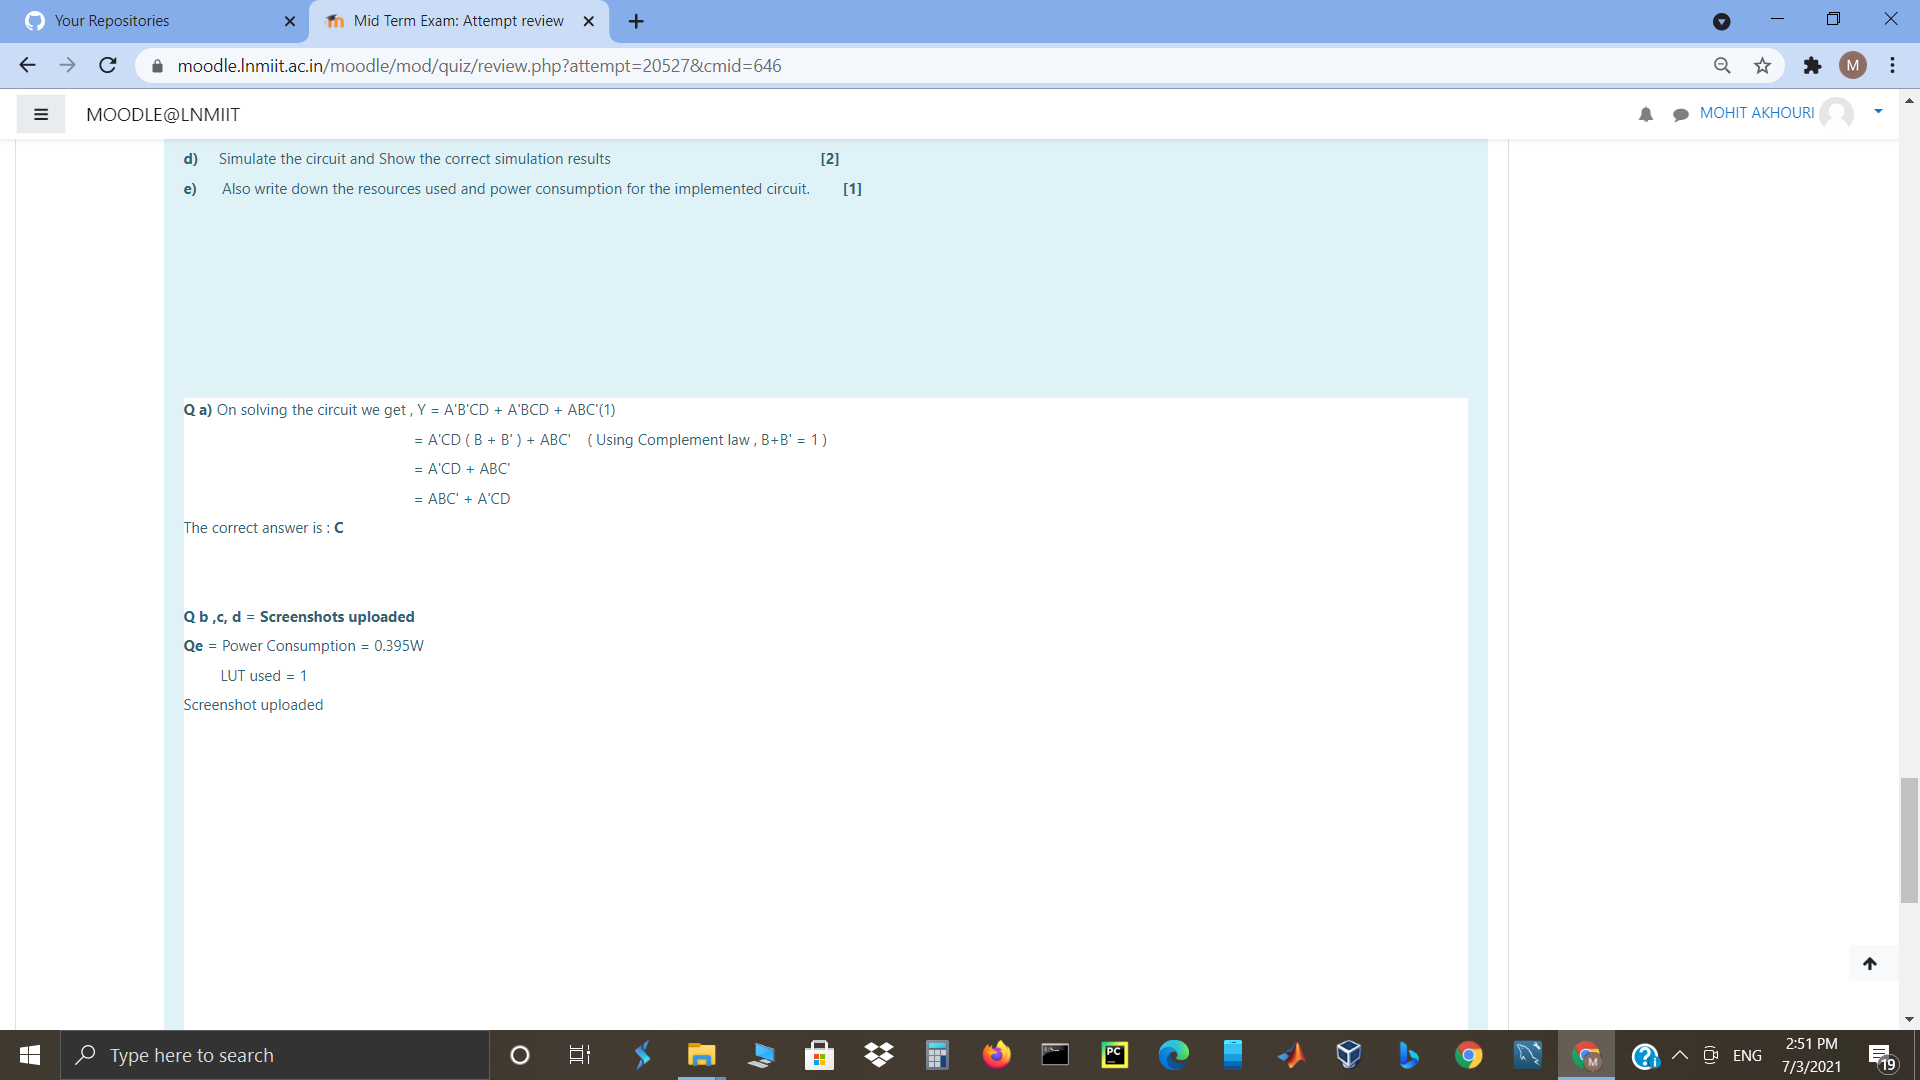 Your Repositories
Mid Term Exam: Attempt review
moodle.lnmiit.ac.in/moodle/mod/quiz/review.php?attempt=20527&cmid=646
M
MOODLE@LNMIIT
MOHIT AKHOURI
d) Simulate the circuit and Show the correct simulation results [2]
e) Also write down the resources used and power consumption for the implemented circuit. [1]
Q a) On solving the circuit we get , Y = A'B'CD + A'BCD + ABC'(1)
= A'CD ( B + B' ) + ABC' ( Using Complement law , B+B' = 1 )
= A'CD + ABC'
= ABC' + A'CD
The correct answer is : C
Q b ,c, d = Screenshots uploaded
Qe = Power Consumption = 0.395W
LUT used = 1
Screenshot uploaded
Type here to search
PC
M
ENG
2:51 PM
7/3/2021
19